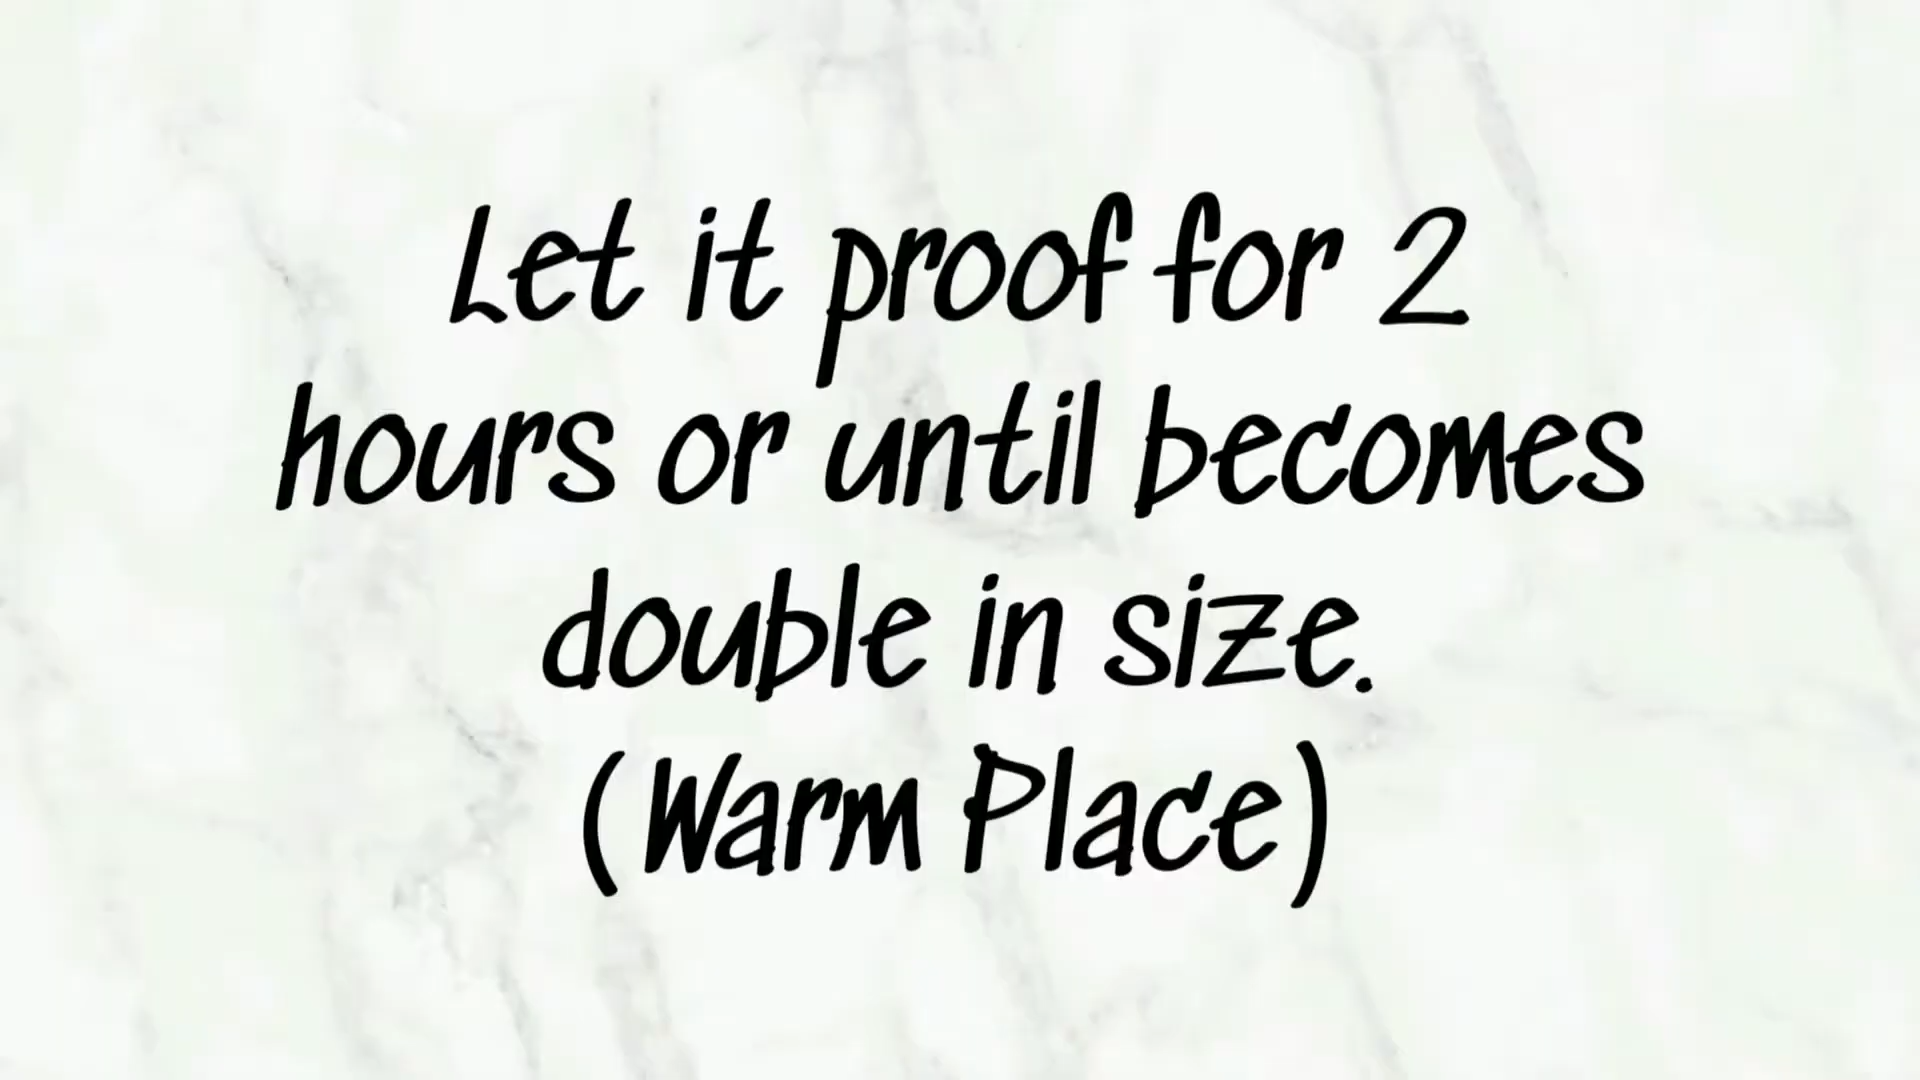 Let it proof for 2
hours or until becomes
double in size.
(Warm Place)